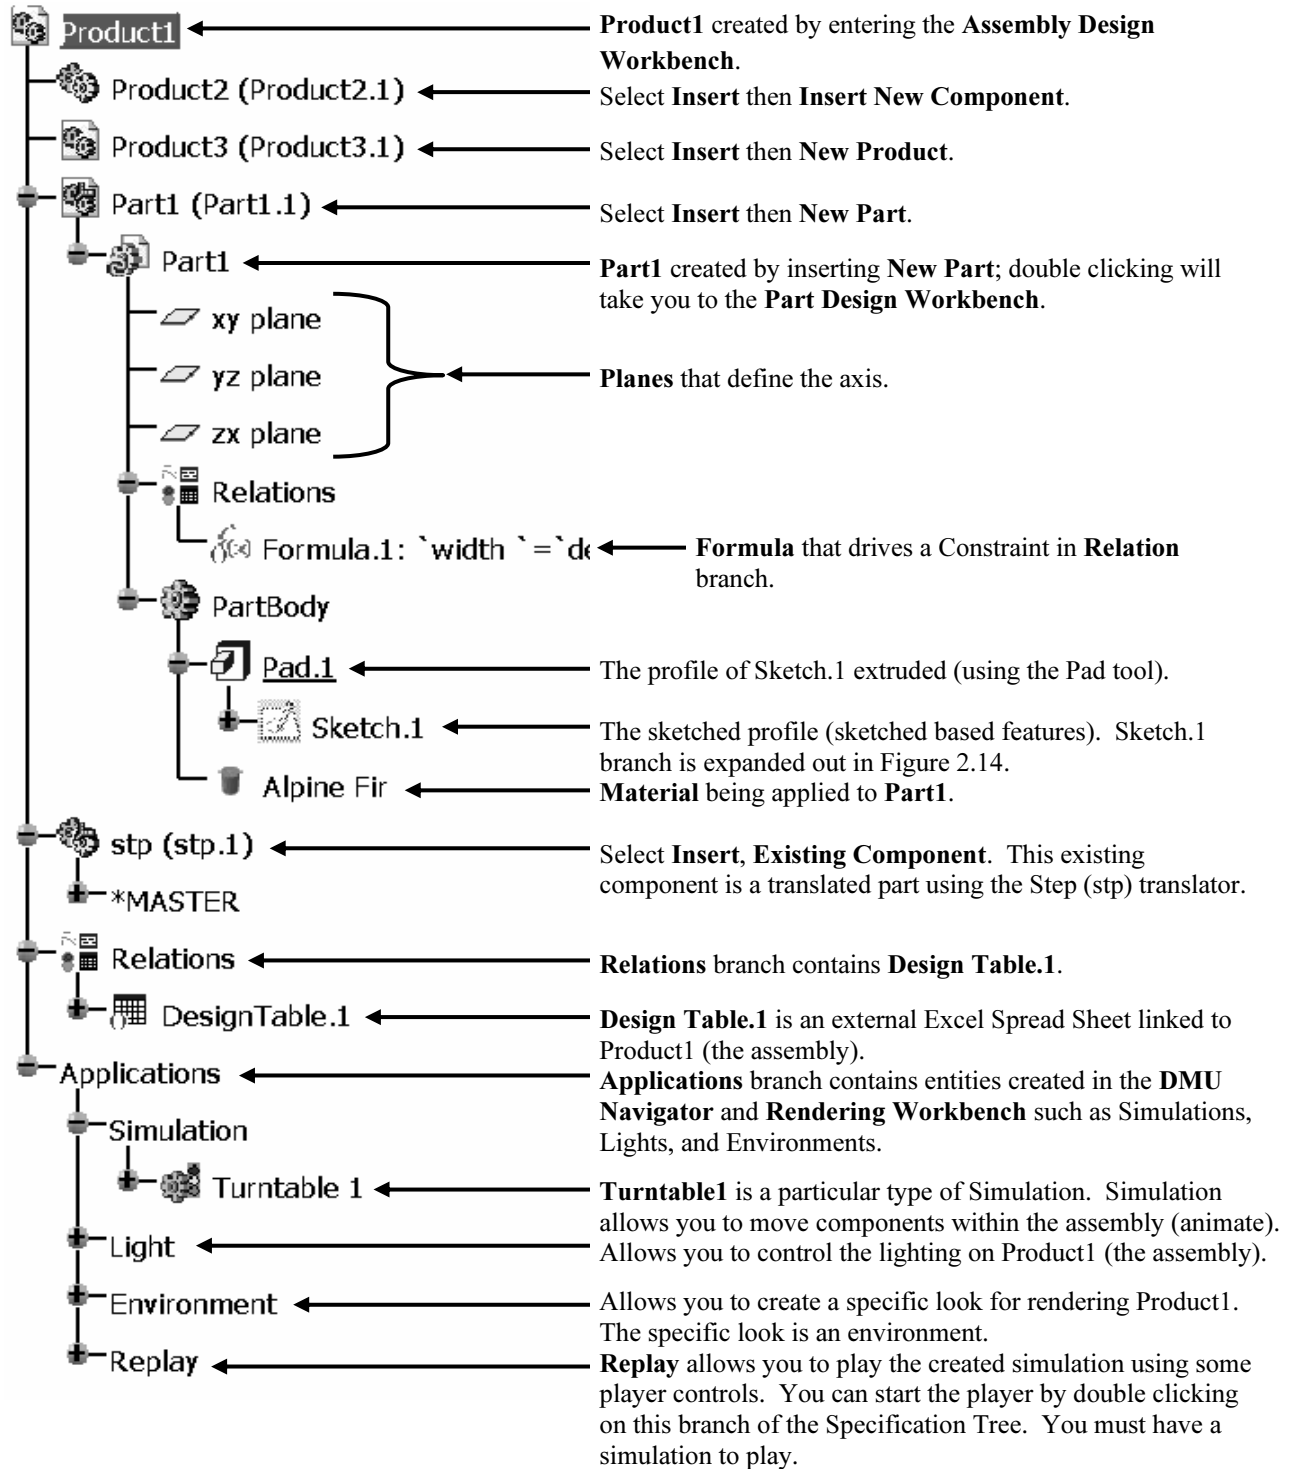 Product1
Product1 created by entering the Assembly Design
Workbench.
Product2 (Product2.1)
Select Insert then Insert New Component.
Product3 (Product3.1)
Select Insert then New Product.
Part1 (Part1.1)
Select Insert then New Part.
Part1
Part1 created by inserting New Part; double clicking will
take you to the Part Design Workbench.
xy plane
yz plane
zx plane
Planes that define the axis.
Relations
Formula.1: `width `=`de
Formula that drives a Constraint in Relation
branch.
PartBody
Pad.1
The profile of Sketch.1 extruded (using the Pad tool).
Sketch.1
The sketched profile (sketched based features).  Sketch.1
branch is expanded out in Figure 2.14.
Alpine Fir
Material being applied to Part1.
stp (stp.1)
Select Insert, Existing Component.  This existing
component is a translated part using the Step (stp) translator.
*MASTER
Relations
Relations branch contains Design Table.1.
DesignTable.1
Design Table.1 is an external Excel Spread Sheet linked to
Product1 (the assembly).
Applications
Applications branch contains entities created in the DMU
Navigator and Rendering Workbench such as Simulations,
Lights, and Environments.
Simulation
Turntable 1
Turntable1 is a particular type of Simulation.  Simulation
allows you to move components within the assembly (animate).
Light
Allows you to control the lighting on Product1 (the assembly).
Environment
Allows you to create a specific look for rendering Product1.
The specific look is an environment.
Replay
Replay allows you to play the created simulation using some
player controls.  You can start the player by double clicking
on this branch of the Specification Tree.  You must have a
simulation to play.